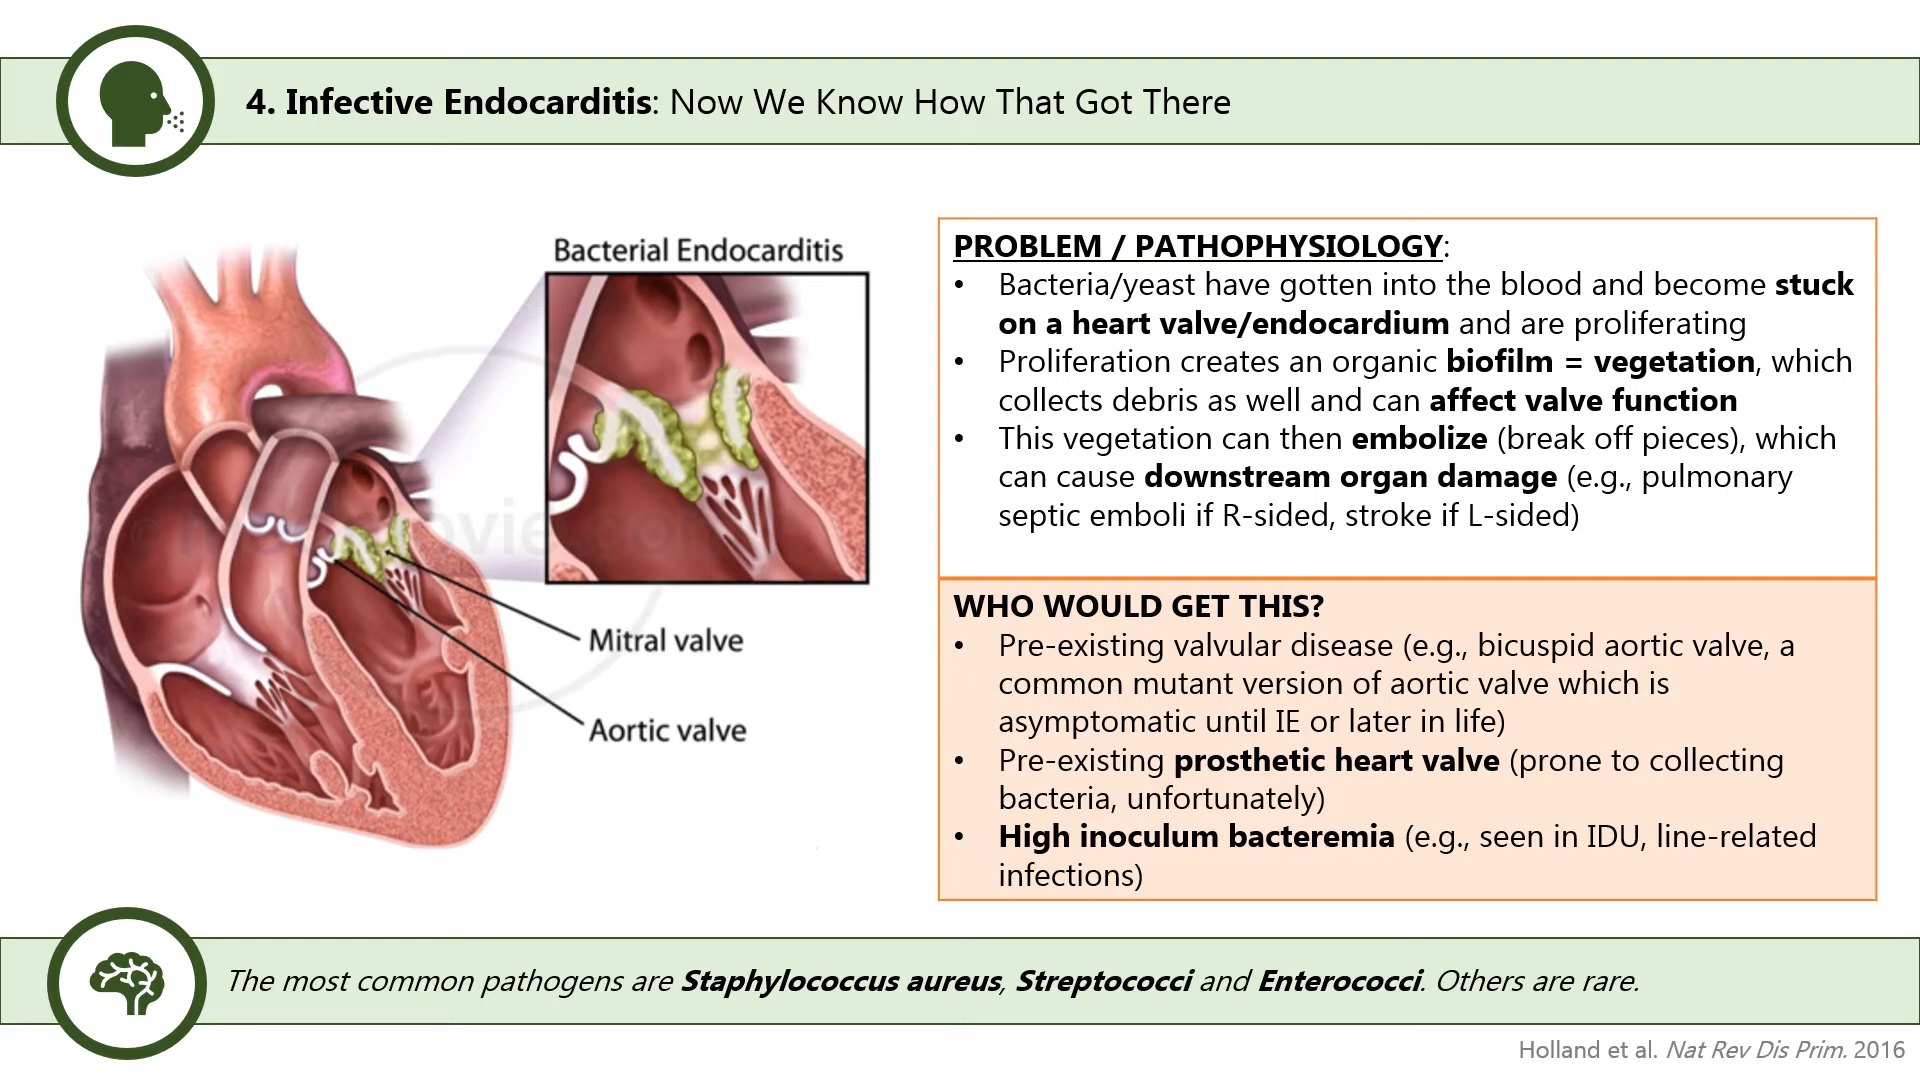 4. Infective Endocarditis: Now We Know How That Got There
Bacterial Endocarditis
Mitral valve
Aortic valve
PROBLEM / PATHOPHYSIOLOGY:
• Bacteria/yeast have gotten into the blood and become stuck
on a heart valve/endocardium and are proliferating
• Proliferation creates an organic biofilm = vegetation, which
collects debris as well and can affect valve function
• This vegetation can then embolize (break off pieces), which
can cause downstream organ damage (e.g., pulmonary
septic emboli if R-sided, stroke if L-sided)
WHO WOULD GET THIS?
• Pre-existing valvular disease (e.g., bicuspid aortic valve, a
common mutant version of aortic valve which is
asymptomatic until IE or later in life)
• Pre-existing prosthetic heart valve (prone to collecting
bacteria, unfortunately)
• High inoculum bacteremia (e.g., seen in IDU, line-related
infections)
The most common pathogens are Staphylococcus aureus, Streptococci and Enterococci. Others are rare.
Holland et al. Nat Rev Dis Prim. 2016